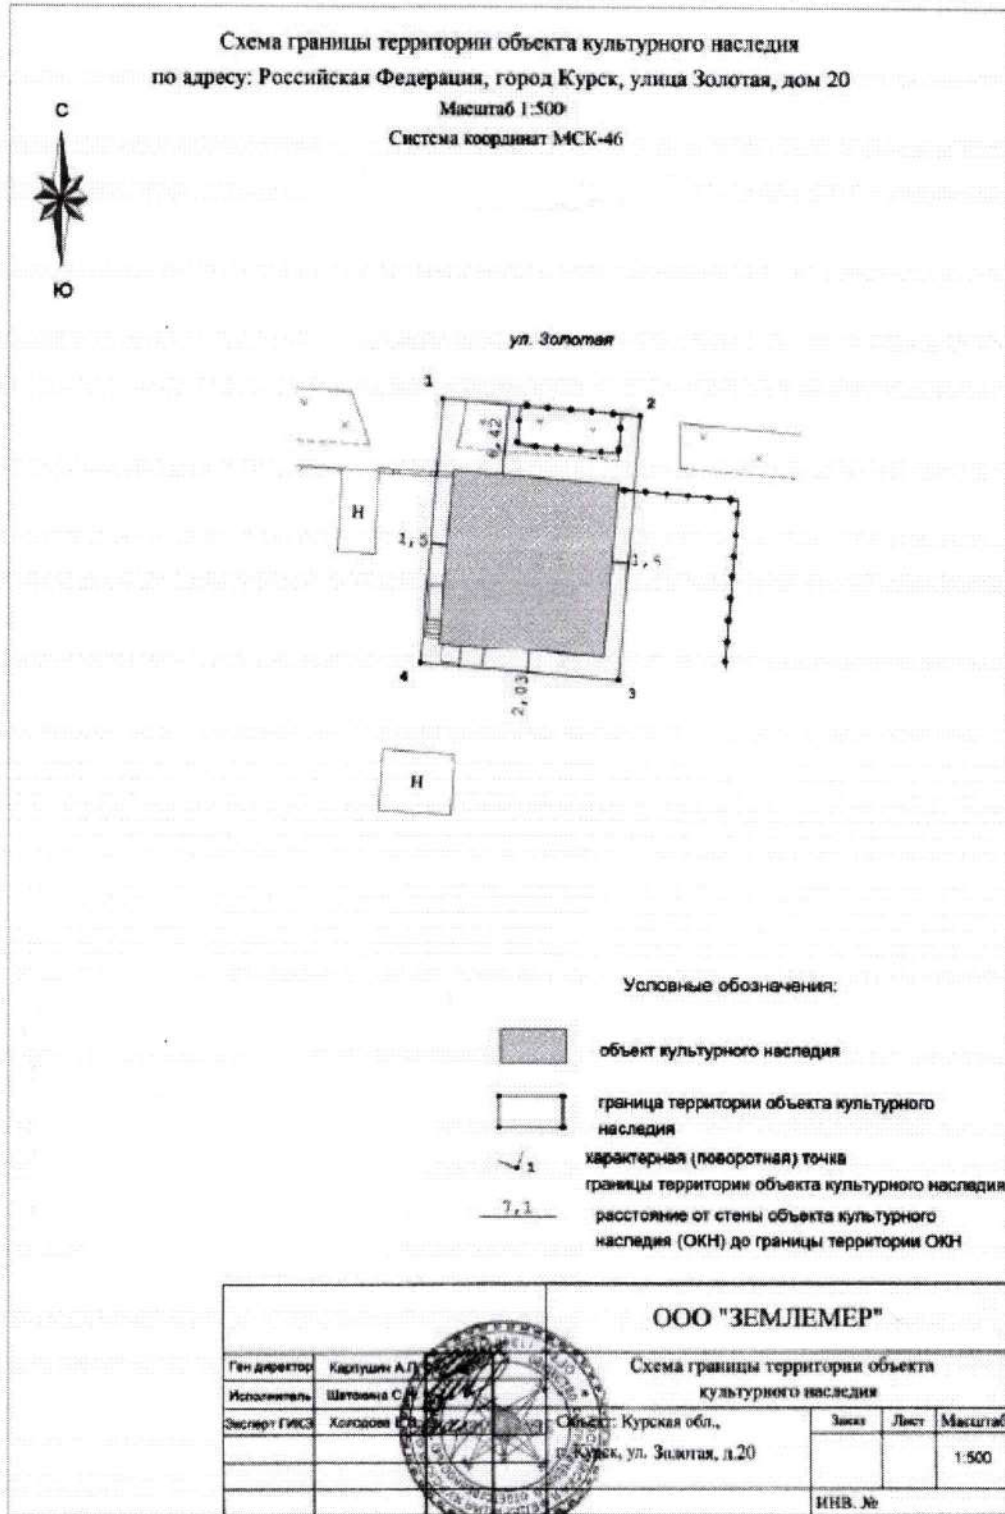 Схема границы территории объекта культурного наследия
по адресу: Российская Федерация, город Курск, улица Золотая, дом 20
Масштаб 1:500
Система координат МСК-46
С
Ю
ул. Золотая
1
2
6,42
Н
1,5
1,5
4
2,03
3
Н
Условные обозначения:
объект культурного наследия
граница территории объекта культурного
наследия
1
характерная (поворотная) точка
границы территории объекта культурного наследия
7,1
расстояние от стены объекта культурного
наследия (ОКН) до границы территории ОКН
ООО "ЗЕМЛЕМЕР"
Ген директор Карпушин А.П.
Схема границы территории объекта
культурного наследия
Исполнитель
Эксперт ГИКЭ Холодова Е.В.
Объект: Курская обл.,
г. Курск, ул. Золотая, д.20
Заказ Лист Масштаб
1:500
ИНВ. №